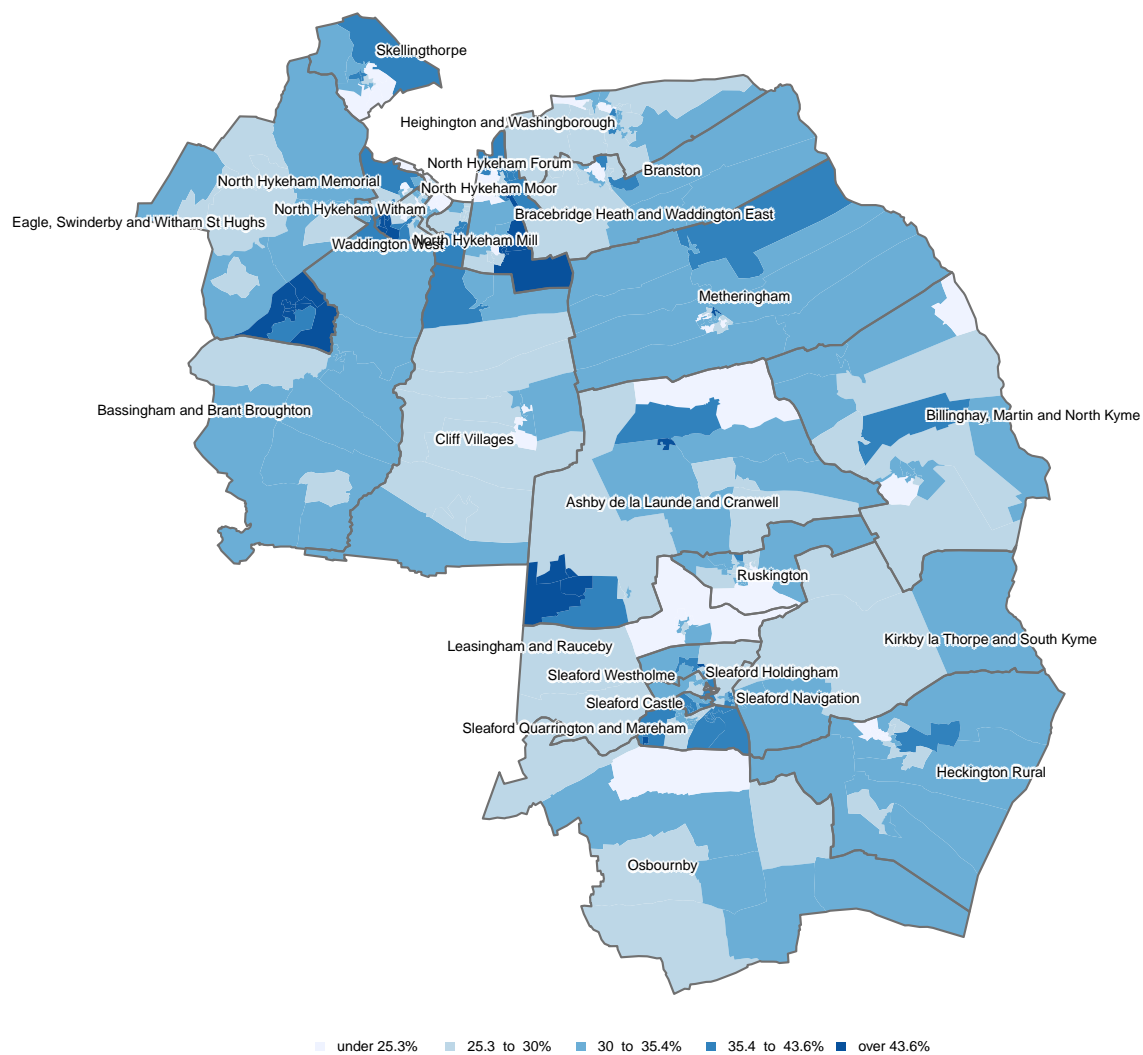 Skellingthorpe
Heighington and Washingborough
North Hykeham Forum
Branston
North Hykeham Memorial
North Hykeham Moor
North Hykeham Witham
Bracebridge Heath and Waddington East
Eagle, Swinderby and Witham St Hughs
Waddington West
North Hykeham Mill
Metheringham
Bassingham and Brant Broughton
Billinghay, Martin and North Kyme
Cliff Villages
Ashby de la Launde and Cranwell
Ruskington
Kirkby la Thorpe and South Kyme
Leasingham and Rauceby
Sleaford Holdingham
Sleaford Westholme
Sleaford Navigation
Sleaford Castle
Sleaford Quarrington and Mareham
Heckington Rural
Osbournby
under 25.3% 25.3 to 30% 30 to 35.4% 35.4 to 43.6% over 43.6%